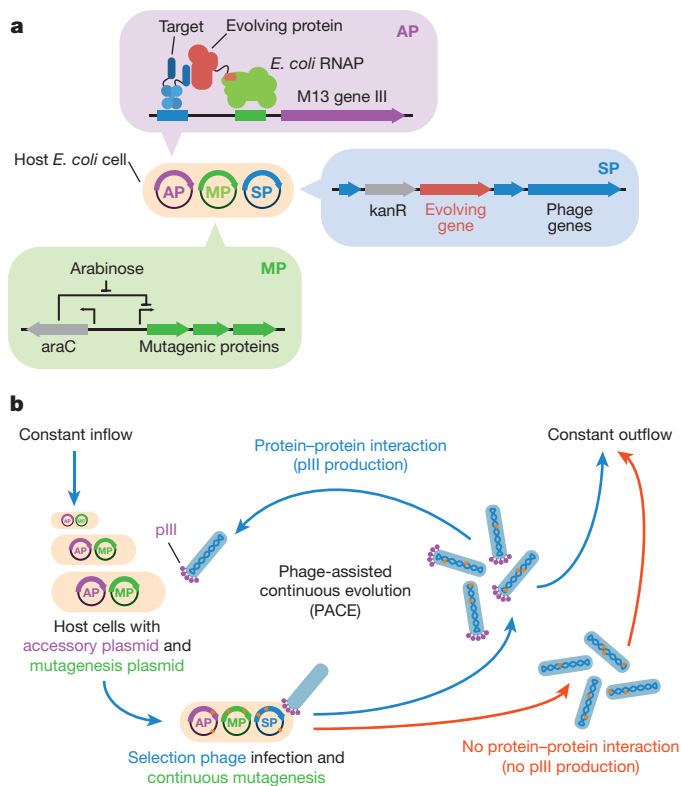 a
Target
Evolving protein
AP
E. coli RNAP
M13 gene III
Host E. coli cell
AP
MP
SP
SP
kanR
Evolving
gene
Phage
genes
MP
Arabinose
araC
Mutagenic proteins
b
Constant inflow
Constant outflow
Protein–protein interaction
(pIII production)
AP MP
pIII
AP MP
Phage-assisted
continuous evolution
(PACE)
AP MP
Host cells with
accessory plasmid and
mutagenesis plasmid
AP MP SP
Selection phage infection and
continuous mutagenesis
No protein–protein interaction
(no pIII production)